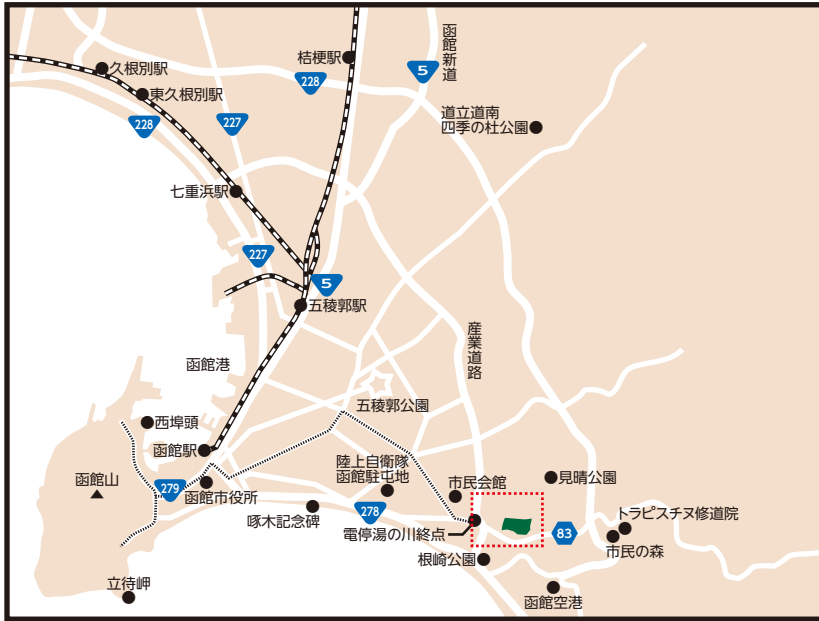 久根別駅
東久根別駅
228
227
228
桔梗駅
5
函館新道
道立道南
四季の杜公園
七重浜駅
227
5
五稜郭駅
函館港
産業道路
五稜郭公園
西埠頭
函館駅
函館山
279
函館市役所
陸上自衛隊
函館駐屯地
市民会館
見晴公園
啄木記念碑
278
電停湯の川終点
83
トラピスチヌ修道院
市民の森
根崎公園
立待岬
函館空港